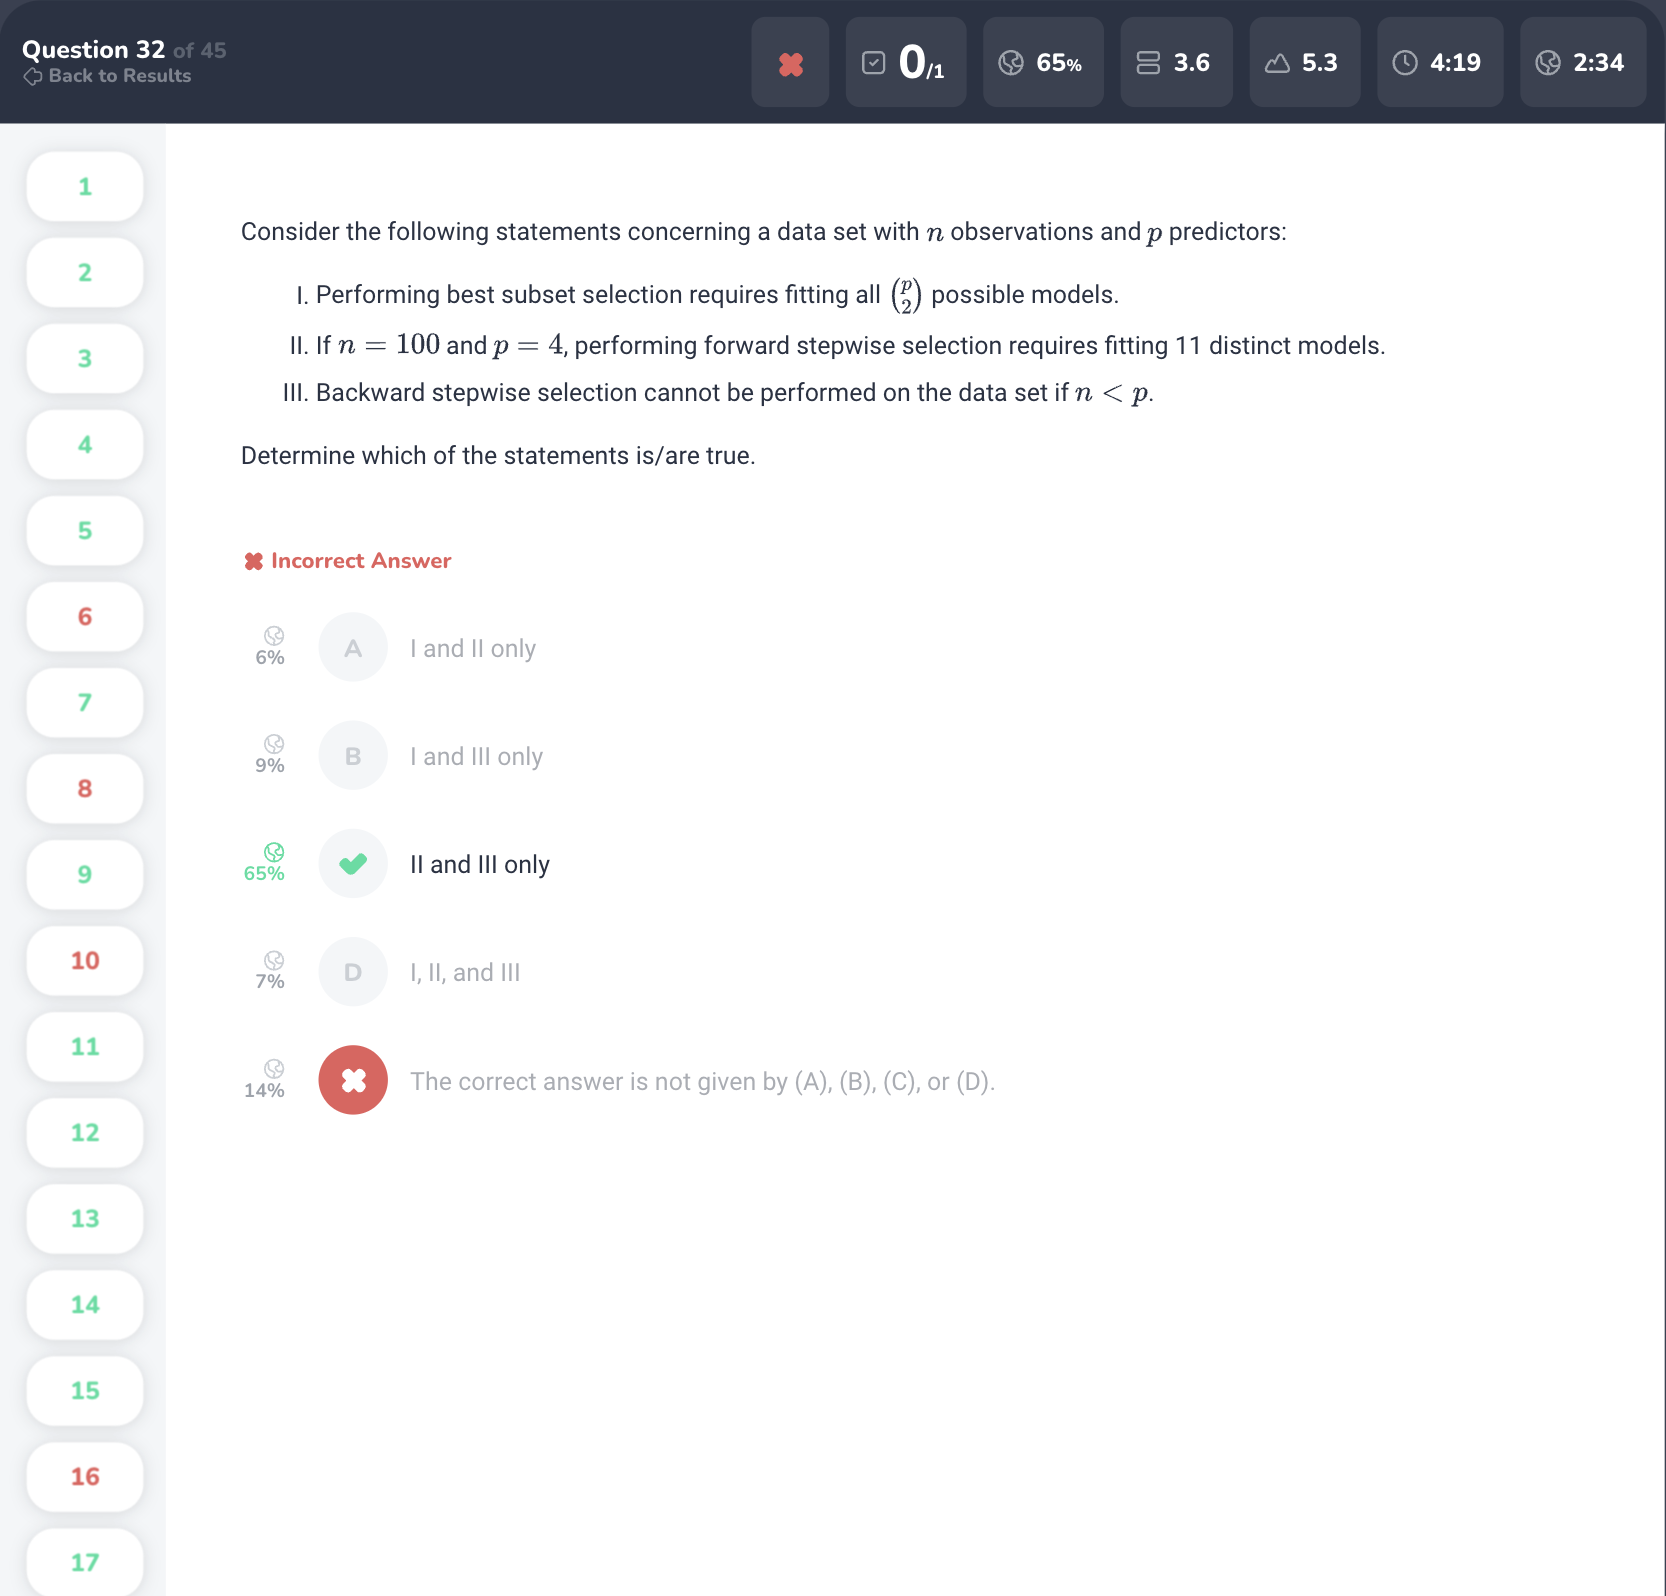 Question 32 of 45
Back to Results
0/1
65%
3.6
5.3
4:19
2:34
1
2
3
4
5
6
7
8
9
10
11
12
13
14
15
16
17
Consider the following statements concerning a data set with n observations and p predictors:
I. Performing best subset selection requires fitting all (p 2) possible models.
II. If n = 100 and p = 4, performing forward stepwise selection requires fitting 11 distinct models.
III. Backward stepwise selection cannot be performed on the data set if n < p.
Determine which of the statements is/are true.
Incorrect Answer
6% A I and II only
9% B I and III only
65% II and III only
7% D I, II, and III
14% The correct answer is not given by (A), (B), (C), or (D).